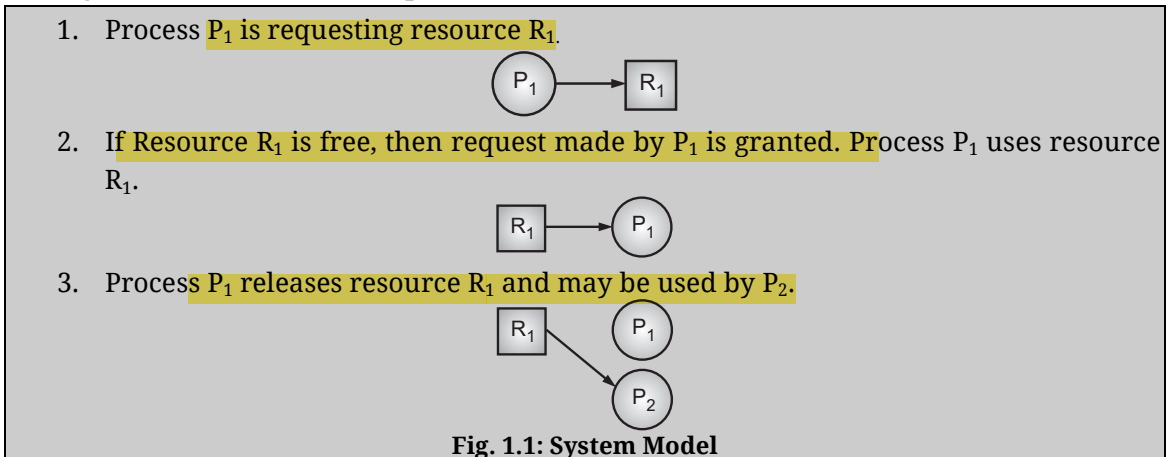 1. Process P₁ is requesting resource R₁.
P₁ R₁
2. If Resource R₁ is free, then request made by P₁ is granted. Process P₁ uses resource
R₁.
R₁ P₁
3. Process P₁ releases resource R₁ and may be used by P₂.
R₁ P₁
P₂
Fig. 1.1: System Model